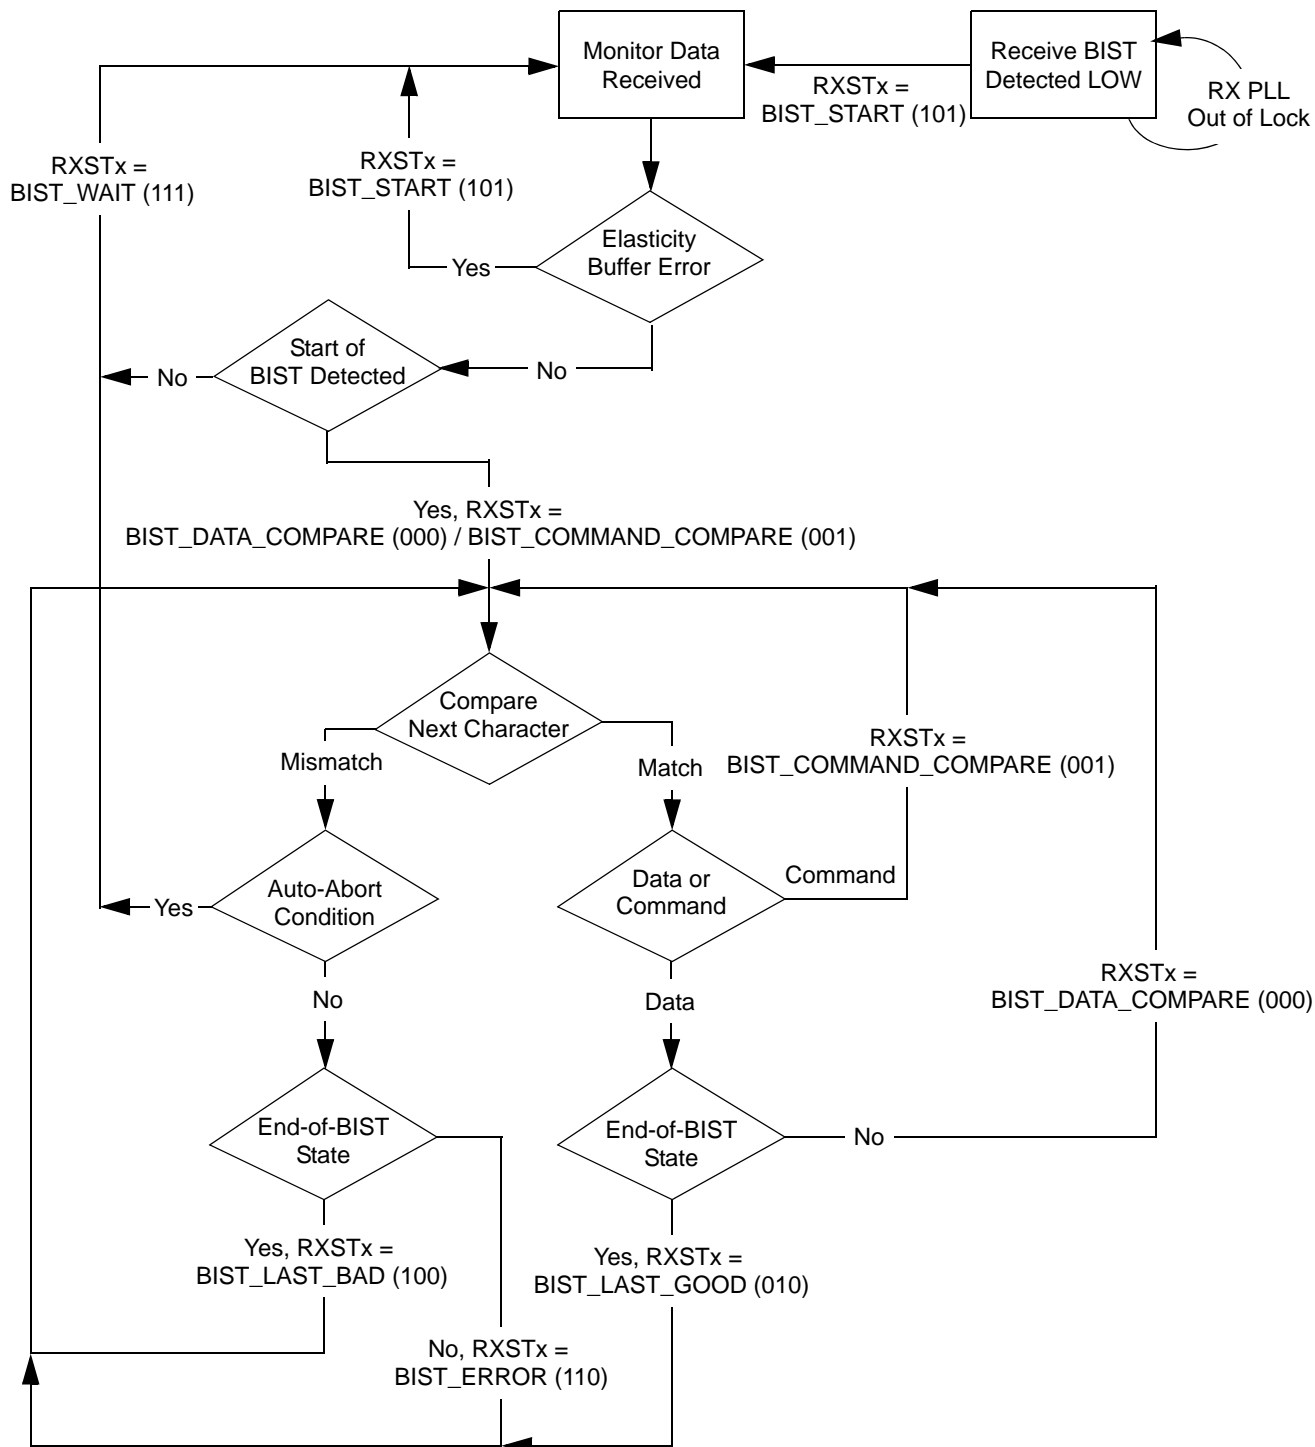 Monitor Data
Received
Receive BIST
Detected LOW
RX PLL
Out of Lock
RXSTx =
BIST_START (101)
RXSTx =
BIST_WAIT (111)
RXSTx =
BIST_START (101)
Elasticity
Buffer Error
Yes
No
Start of
BIST Detected
No
Yes, RXSTx =
BIST_DATA_COMPARE (000) / BIST_COMMAND_COMPARE (001)
Compare
Next Character
Mismatch
Match
RXSTx =
BIST_COMMAND_COMPARE (001)
Auto-Abort
Condition
Yes
Data or
Command
Command
No
Data
RXSTx =
BIST_DATA_COMPARE (000)
End-of-BIST
State
End-of-BIST
State
No
Yes, RXSTx =
BIST_LAST_BAD (100)
Yes, RXSTx =
BIST_LAST_GOOD (010)
No, RXSTx =
BIST_ERROR (110)